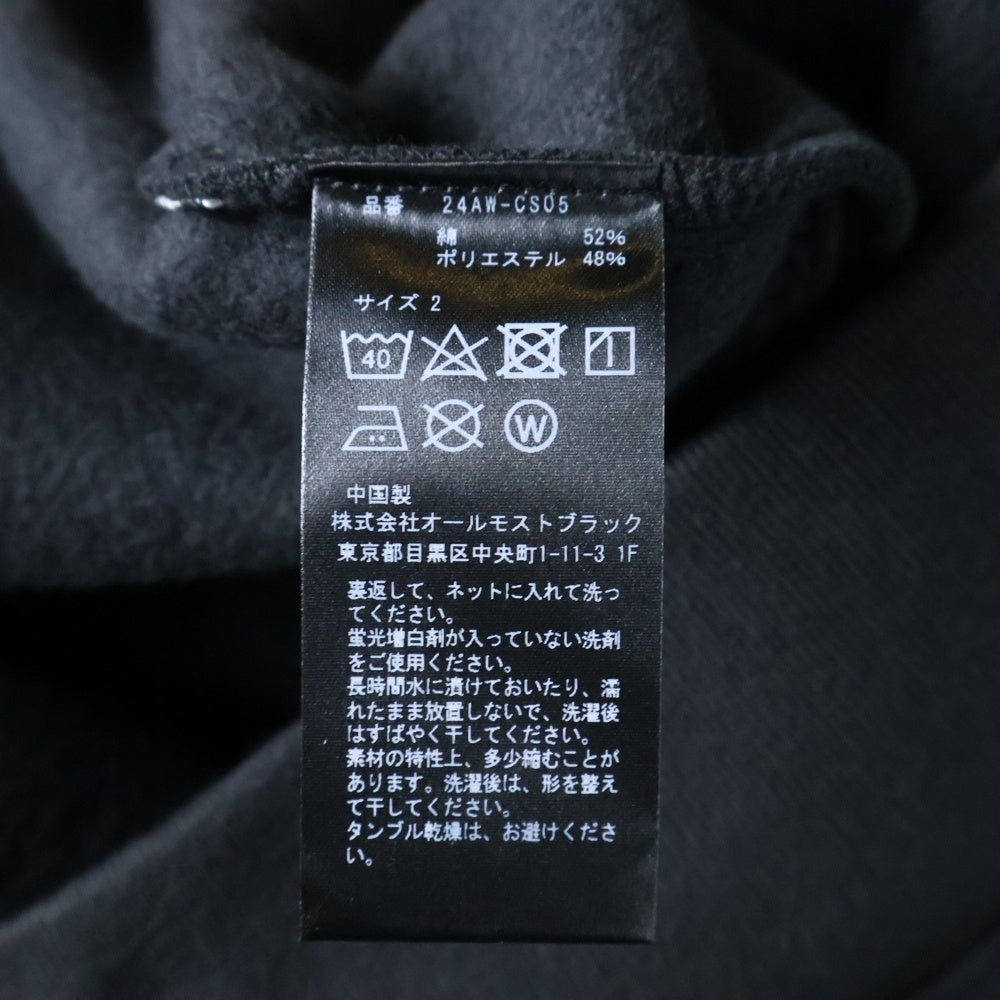 品番 24AW-CS05
綿 52%
ポリエステル 48%
サイズ 2
40
W
中国製
株式会社オールモストブラック
東京都目黒区中央町1-11-3 1F
裏返して、ネットに入れて洗っ
てください。
蛍光増白剤が入っていない洗剤
をご使用ください。
長時間水に漬けておいたり、濡
れたまま放置しないで、洗濯後
はすばやく干してください。
素材の特性上、多少縮むことが
あります。洗濯後は、形を整え
て干してください。
タンブル乾燥は、お避けくださ
い。